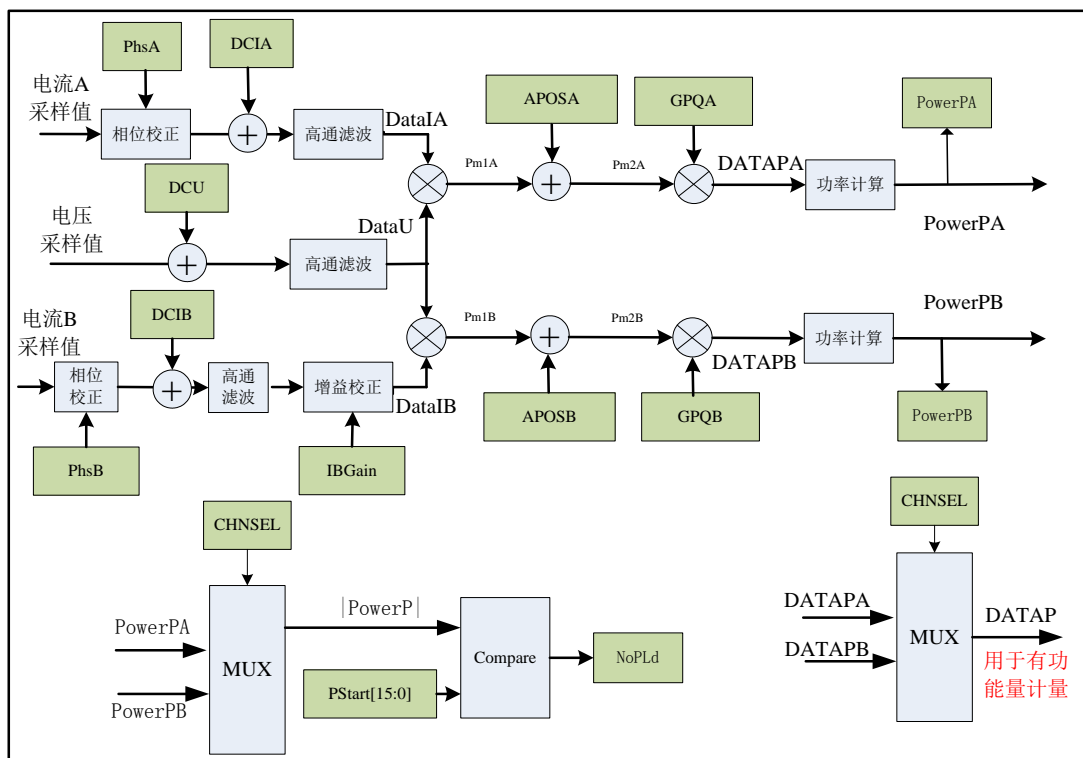 PhsA
DCIA
电流A
采样值
相位校正
+
高通滤波
DataIA
APOSA
GPQA
PowerPA
Pm1A
+
Pm2A
DATAPA
功率计算
PowerPA
DCU
电压
采样值
+
高通滤波
DataU
DCIB
电流B
采样值
相位
校正
+
高通
滤波
增益校正
DataIB
Pm1B
+
Pm2B
DATAPB
功率计算
PowerPB
PhsB
IBGain
APOSB
GPQB
PowerPB
CHNSEL
PowerPA
PowerPB
MUX
|PowerP|
PStart[15:0]
Compare
NoPLd
CHNSEL
DATAPA
DATAPB
MUX
DATAP
用于有功
能量计量